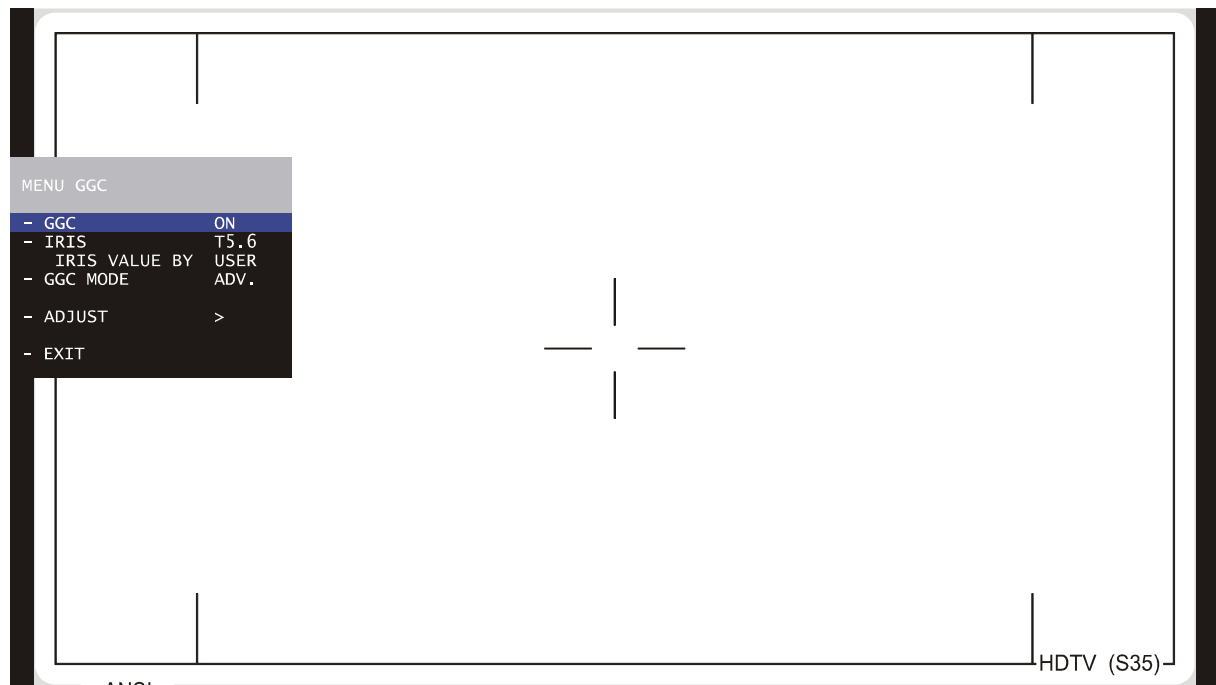 MENU GGC
- GGC ON
- IRIS T5.6
IRIS VALUE BY USER
- GGC MODE ADV.
- ADJUST >
- EXIT
HDTV (S35)